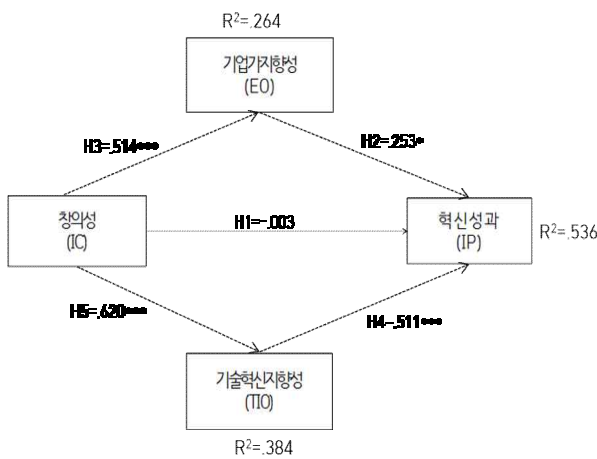 R²=.264
기업가지향성
(EO)
H3=.514***
H2=.253*
창의성
(IC)
H1=-.003
혁신성과
(IP)
R²=.536
H5=.620***
H4-.511***
기술혁신지향성
(TIO)
R²=.384